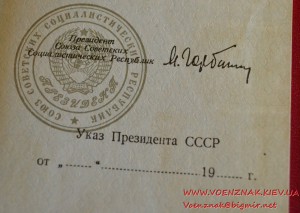 СОЮЗ СОВЕТСКИХ СОЦИАЛИСТИЧЕСКИХ РЕСПУБЛИК
ПРЕЗИДЕНТ
Президент
Союза Советских
Социалистических Республик
М. Горбачев
Указ Президента СССР
от „ “ 19 г.
WWW.VOENZNAK.KIEV.UA
Voenznak@bigmir.net